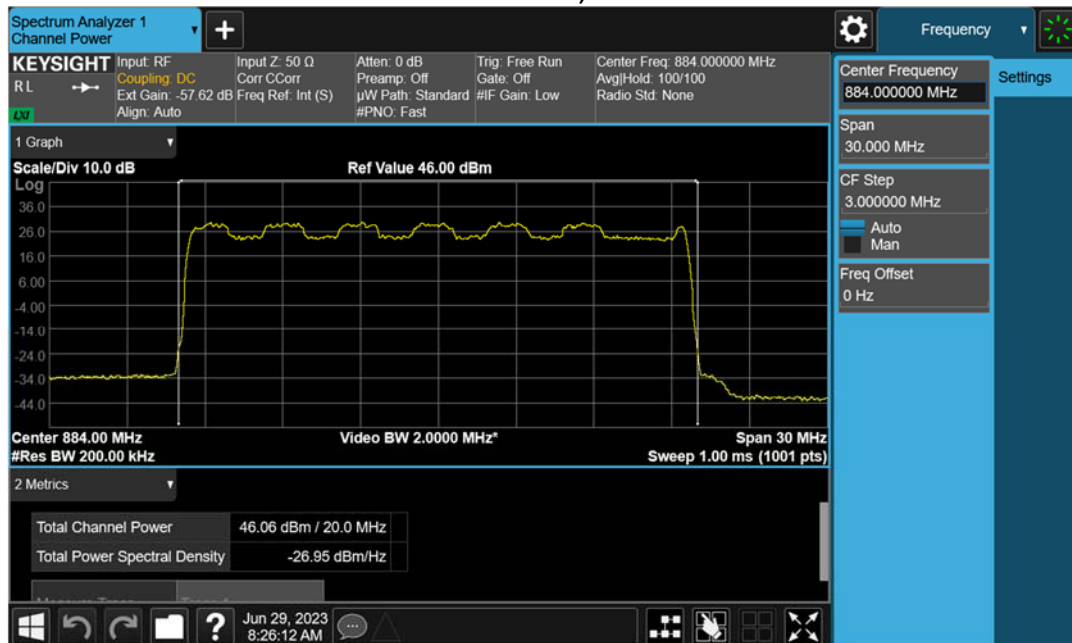 Spectrum Analyzer 1
Channel Power
+
Frequency
KEYSIGHT
RL
LXI
Input: RF
Coupling: DC
Ext Gain: -57.62 dB
Align: Auto
Input Z: 50 Ω
Corr CCorr
Freq Ref: Int (S)
Atten: 0 dB
Preamp: Off
µW Path: Standard
#PNO: Fast
Trig: Free Run
Gate: Off
#IF Gain: Low
Center Freq: 884.000000 MHz
Avg|Hold: 100/100
Radio Std: None
1 Graph
Scale/Div 10.0 dB
Ref Value 46.00 dBm
Log
36.0
26.0
16.0
6.00
-4.00
-14.0
-24.0
-34.0
-44.0
Center 884.00 MHz
Video BW 2.0000 MHz*
Span 30 MHz
#Res BW 200.00 kHz
Sweep 1.00 ms (1001 pts)
2 Metrics
Total Channel Power 46.06 dBm / 20.0 MHz
Total Power Spectral Density -26.95 dBm/Hz
?
Jun 29, 2023
8:26:12 AM
Center Frequency
884.000000 MHz
Settings
Span
30.000 MHz
CF Step
3.000000 MHz
Auto
Man
Freq Offset
0 Hz